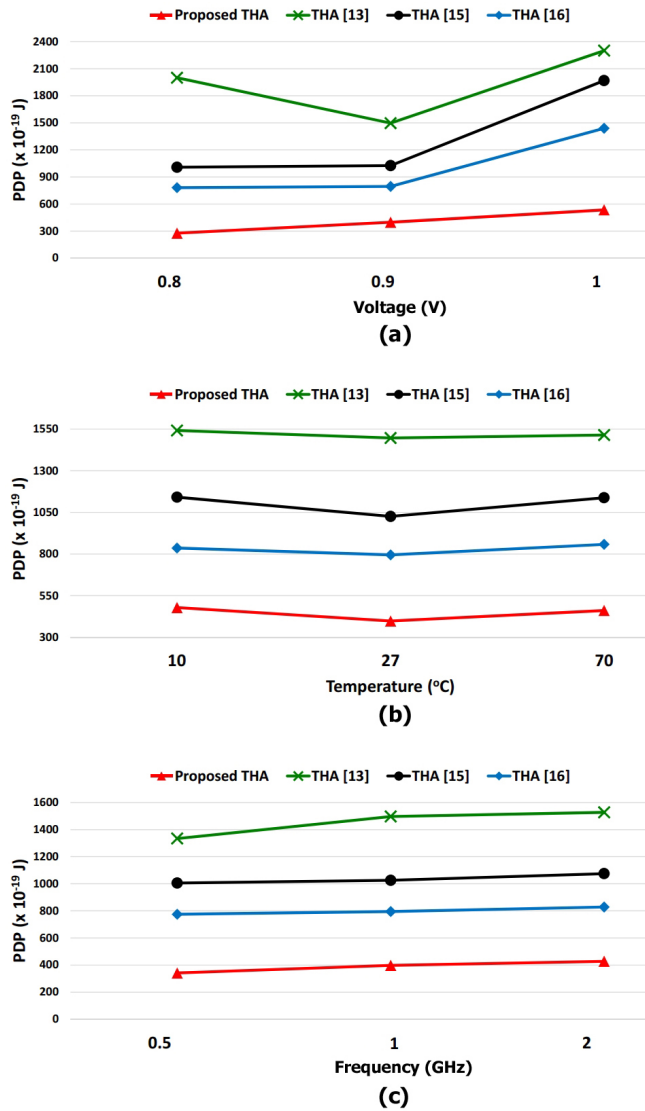 Proposed THA THA [13] THA [15] THA [16]
2400
2100
1800
1500
1200
900
600
300
0
PDP (x 10⁻¹⁹ J)
0.8 0.9 1
Voltage (V)
(a)
Proposed THA THA [13] THA [15] THA [16]
1550
1300
1050
800
550
300
PDP (x 10⁻¹⁹ J)
10 27 70
Temperature (°C)
(b)
Proposed THA THA [13] THA [15] THA [16]
1600
1400
1200
1000
800
600
400
200
0
PDP (x 10⁻¹⁹ J)
0.5 1 2
Frequency (GHz)
(c)